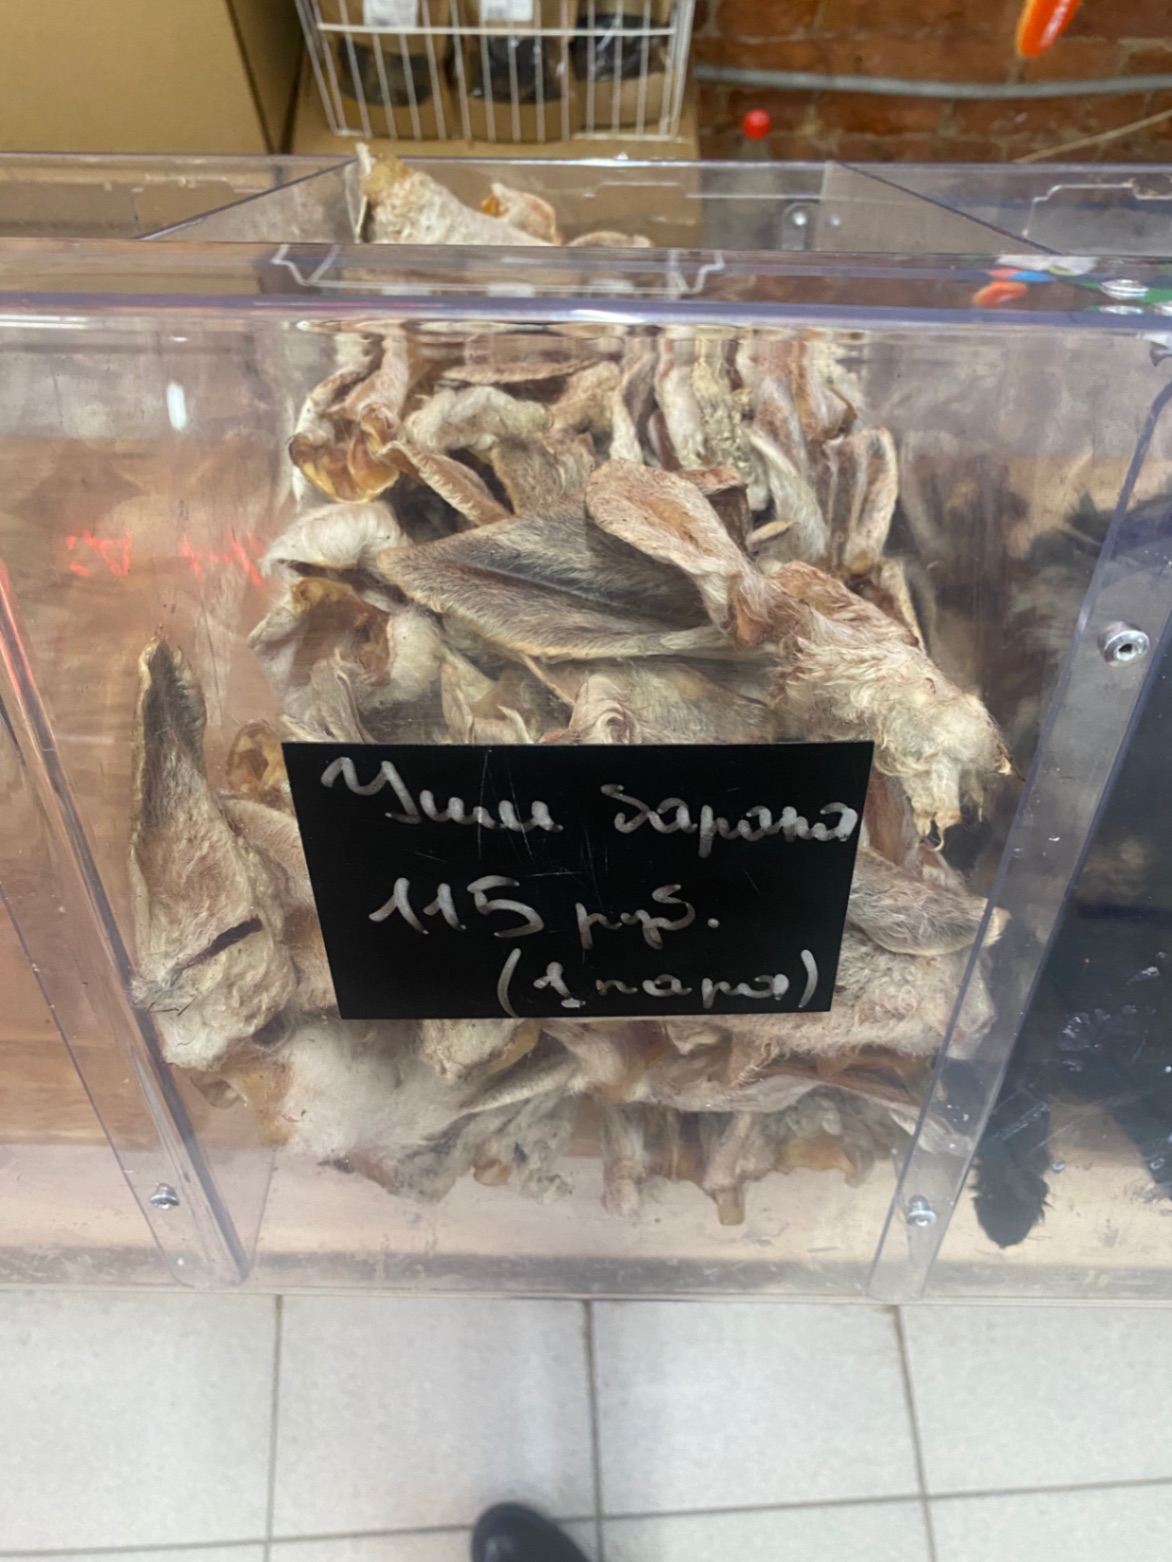 Уши барана
115 руб.
(1 пара)